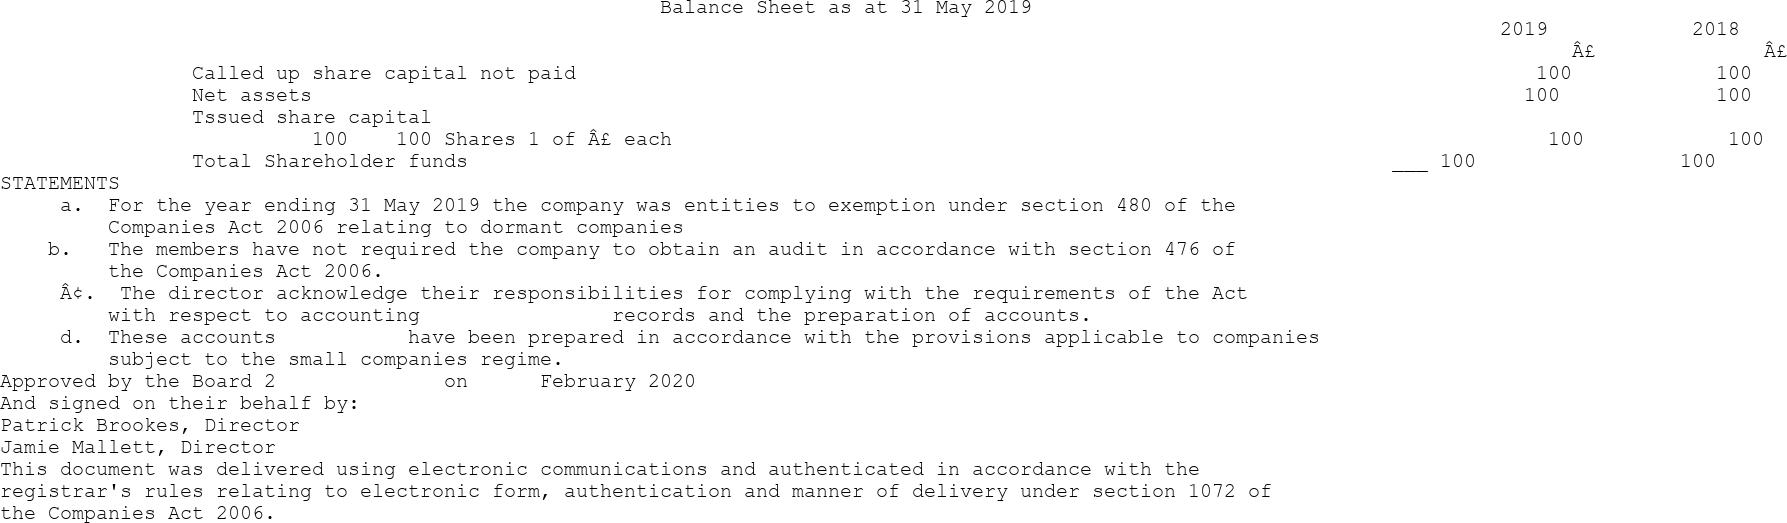 Balance Sheet as at 31 May 2019
2019 2018
Â£ Â£
Called up share capital not paid 100 100
Net assets 100 100
Tssued share capital
100 100 Shares 1 of Â£ each 100 100
Total Shareholder funds ___ 100 100
STATEMENTS
a. For the year ending 31 May 2019 the company was entities to exemption under section 480 of the
Companies Act 2006 relating to dormant companies
b. The members have not required the company to obtain an audit in accordance with section 476 of
the Companies Act 2006.
Â¢. The director acknowledge their responsibilities for complying with the requirements of the Act
with respect to accounting records and the preparation of accounts.
d. These accounts have been prepared in accordance with the provisions applicable to companies
subject to the small companies regime.
Approved by the Board 2 on February 2020
And signed on their behalf by:
Patrick Brookes, Director
Jamie Mallett, Director
This document was delivered using electronic communications and authenticated in accordance with the
registrar's rules relating to electronic form, authentication and manner of delivery under section 1072 of
the Companies Act 2006.